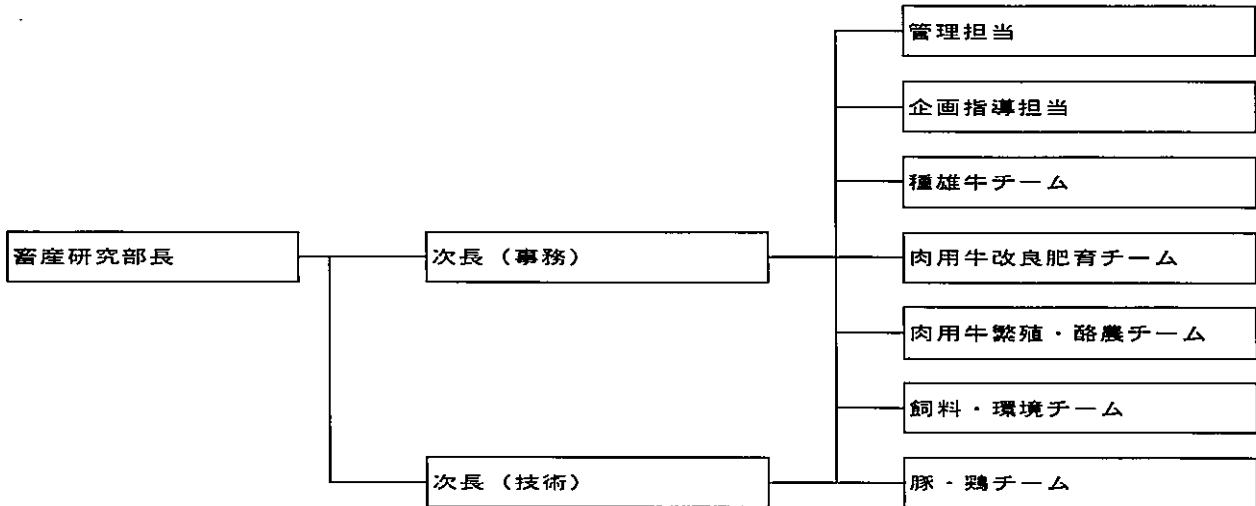 管理担当
企画指導担当
種雄牛チーム
畜産研究部長
次長（事務）
肉用牛改良肥育チーム
肉用牛繁殖・酪農チーム
飼料・環境チーム
次長（技術）
豚・鶏チーム